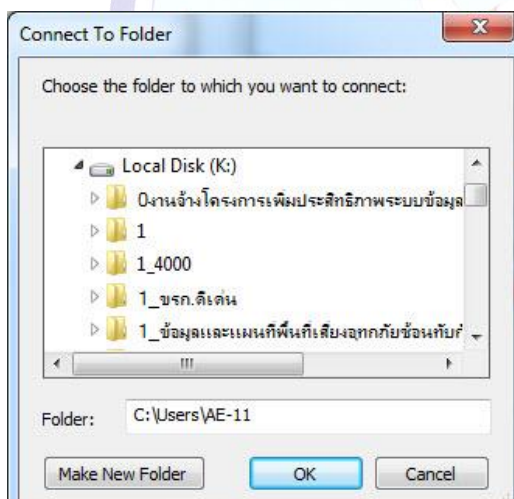 Connect To Folder
Choose the folder to which you want to connect:
Local Disk (K:)
0งานจ้างโครงการเพิ่มประสิทธิภาพระบบข้อมูล
1
1_4000
1_ขรก.ดีเด่น
1_ข้อมูลและแผนที่พื้นที่เสี่ยงอุทกภัยซ้อนทับกั
Folder: C:\Users\AE-11
Make New Folder OK Cancel